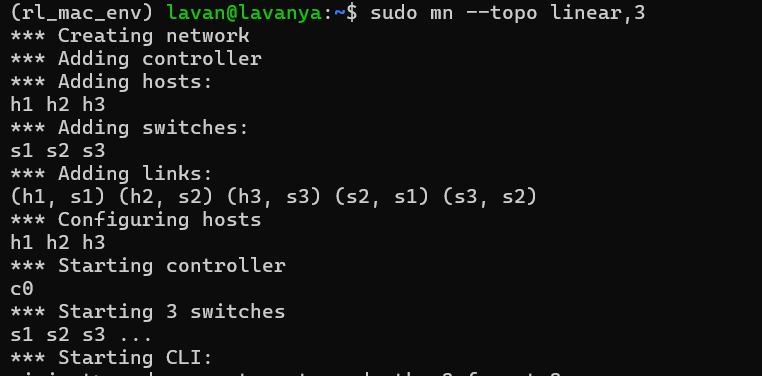 (rl_mac_env) lavan@lavanya:~$ sudo mn --topo linear,3
*** Creating network
*** Adding controller
*** Adding hosts:
h1 h2 h3
*** Adding switches:
s1 s2 s3
*** Adding links:
(h1, s1) (h2, s2) (h3, s3) (s2, s1) (s3, s2)
*** Configuring hosts
h1 h2 h3
*** Starting controller
c0
*** Starting 3 switches
s1 s2 s3 ...
*** Starting CLI: